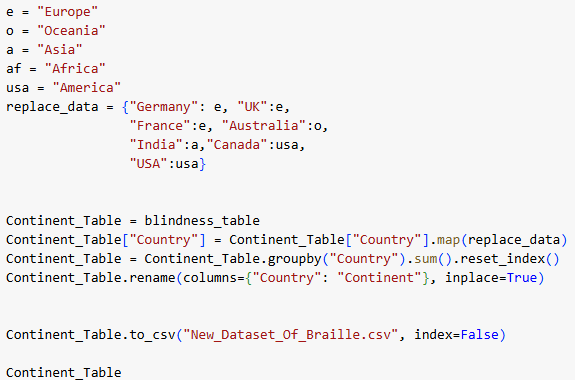 e = "Europe"
o = "Oceania"
a = "Asia"
af = "Africa"
usa = "America"
replace_data = {"Germany": e, "UK":e,
"France":e, "Australia":o,
"India":a,"Canada":usa,
"USA":usa}
Continent_Table = blindness_table
Continent_Table["Country"] = Continent_Table["Country"].map(replace_data)
Continent_Table = Continent_Table.groupby("Country").sum().reset_index()
Continent_Table.rename(columns={"Country": "Continent"}, inplace=True)
Continent_Table.to_csv("New_Dataset_Of_Braille.csv", index=False)
Continent_Table